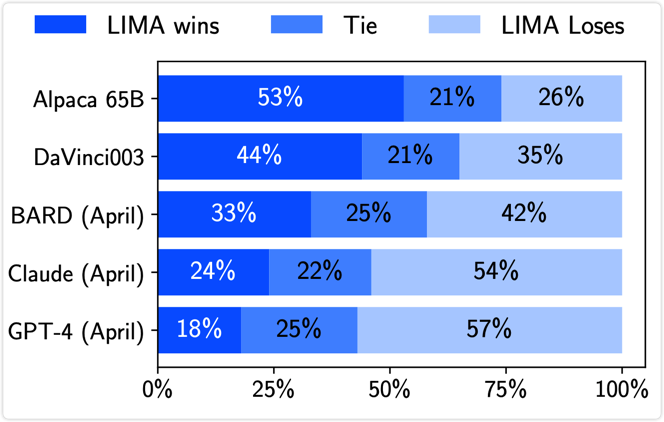 LIMA wins Tie LIMA Loses
Alpaca 65B 53% 21% 26%
DaVinci003 44% 21% 35%
BARD (April) 33% 25% 42%
Claude (April) 24% 22% 54%
GPT-4 (April) 18% 25% 57%
0% 25% 50% 75% 100%